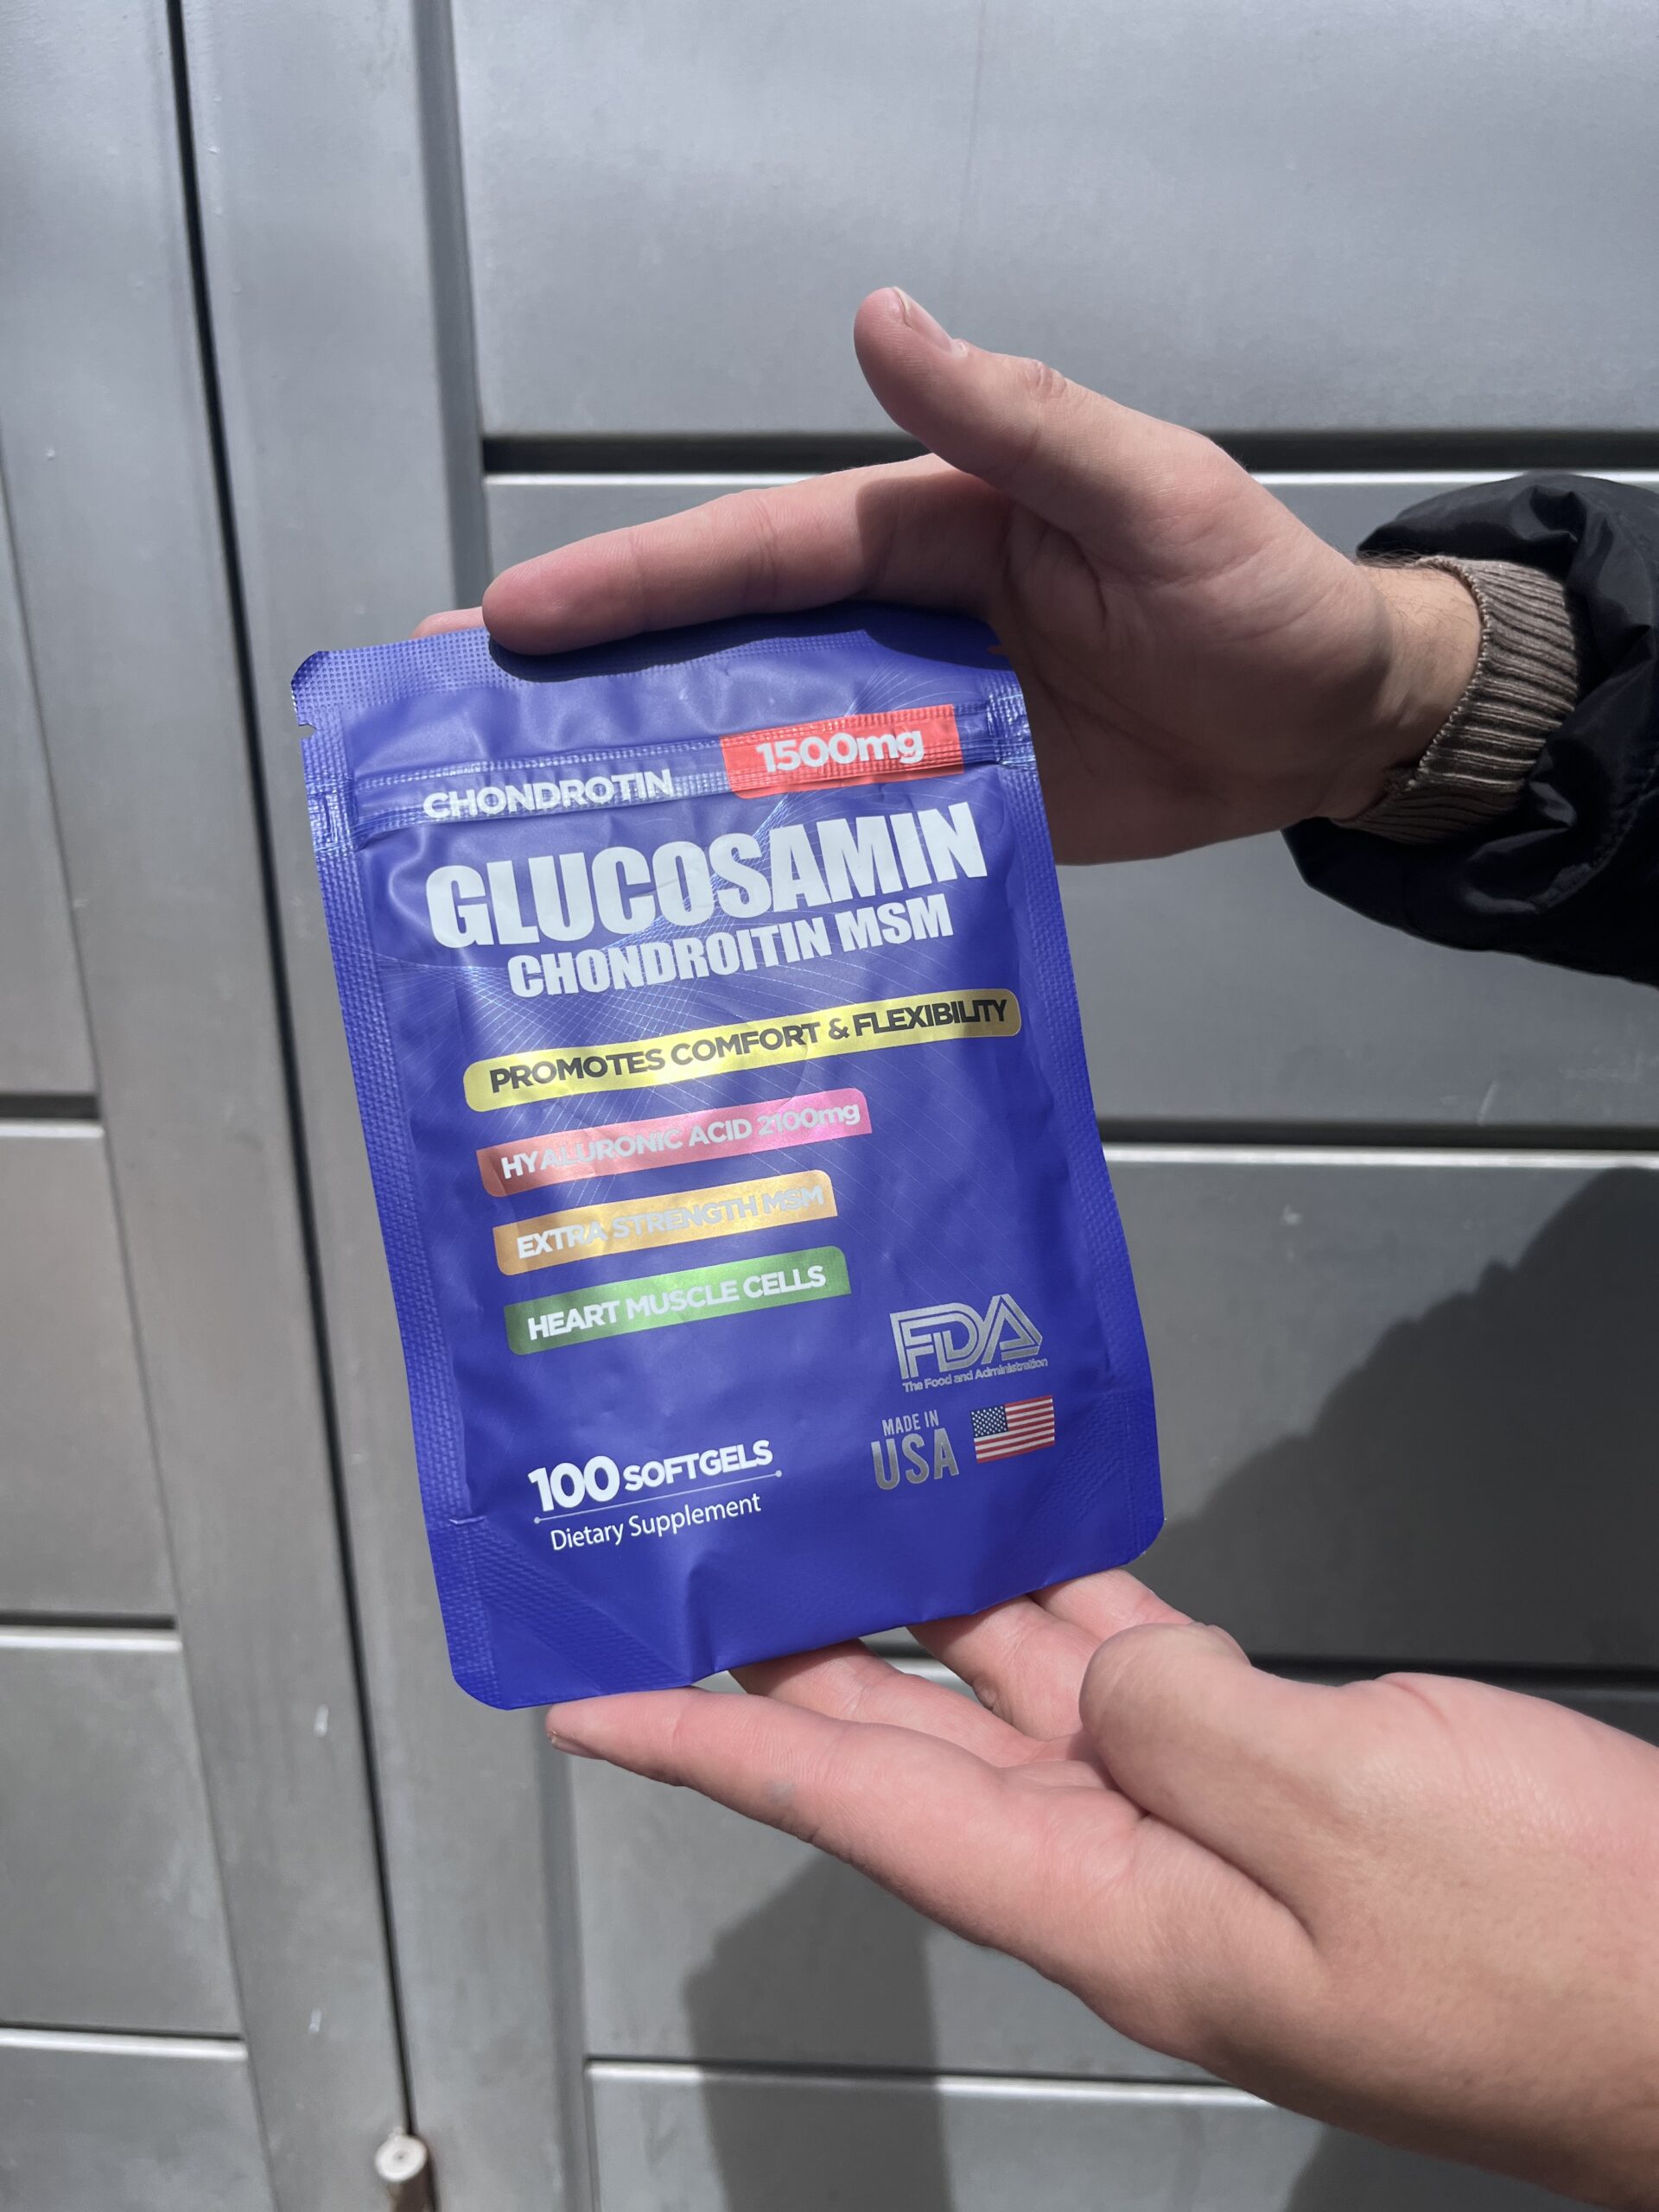 CHONDROTIN 1500mg
GLUCOSAMIN
CHONDROITIN MSM
PROMOTES COMFORT & FLEXIBILITY
HYALURONIC ACID 2100mg
EXTRA STRENGTH MSM
HEART MUSCLE CELLS
FDA
The Food and Administration
MADE IN
USA
100 SOFTGELS
Dietary Supplement